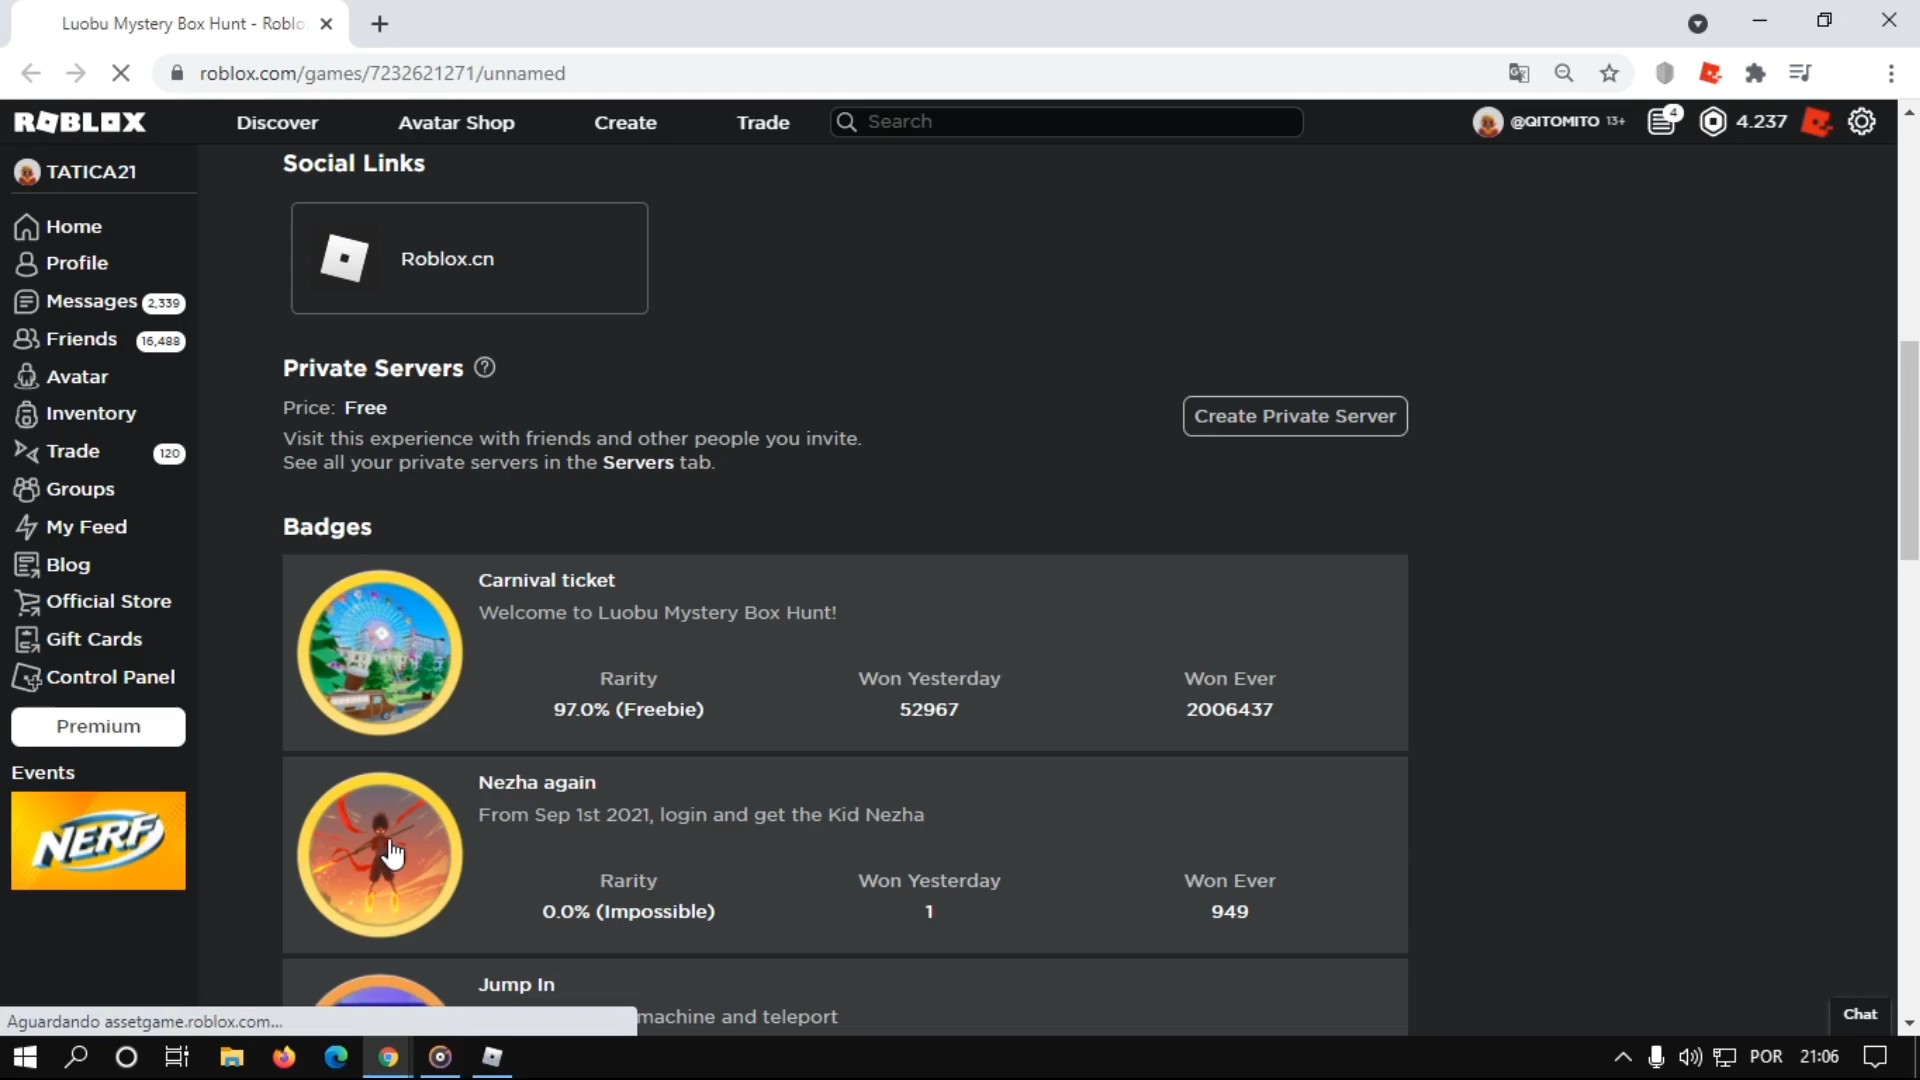 Luobu Mystery Box Hunt - Roblo
roblox.com/games/7232621271/unnamed
ROBLOX
Discover
Avatar Shop
Create
Trade
Search
@QITOMITO 13+
4
4.237
TATICA21
Home
Profile
Messages 2,339
Friends 16,488
Avatar
Inventory
Trade 120
Groups
My Feed
Blog
Official Store
Gift Cards
Control Panel
Premium
Events
NERF
Social Links
Roblox.cn
Private Servers ?
Price: Free
Visit this experience with friends and other people you invite.
See all your private servers in the Servers tab.
Create Private Server
Badges
Carnival ticket
Welcome to Luobu Mystery Box Hunt!
Rarity Won Yesterday Won Ever
97.0% (Freebie) 52967 2006437
Nezha again
From Sep 1st 2021, login and get the Kid Nezha
Rarity Won Yesterday Won Ever
0.0% (Impossible) 1 949
Jump In
machine and teleport
Aguardando assetgame.roblox.com...
Chat
POR 21:06